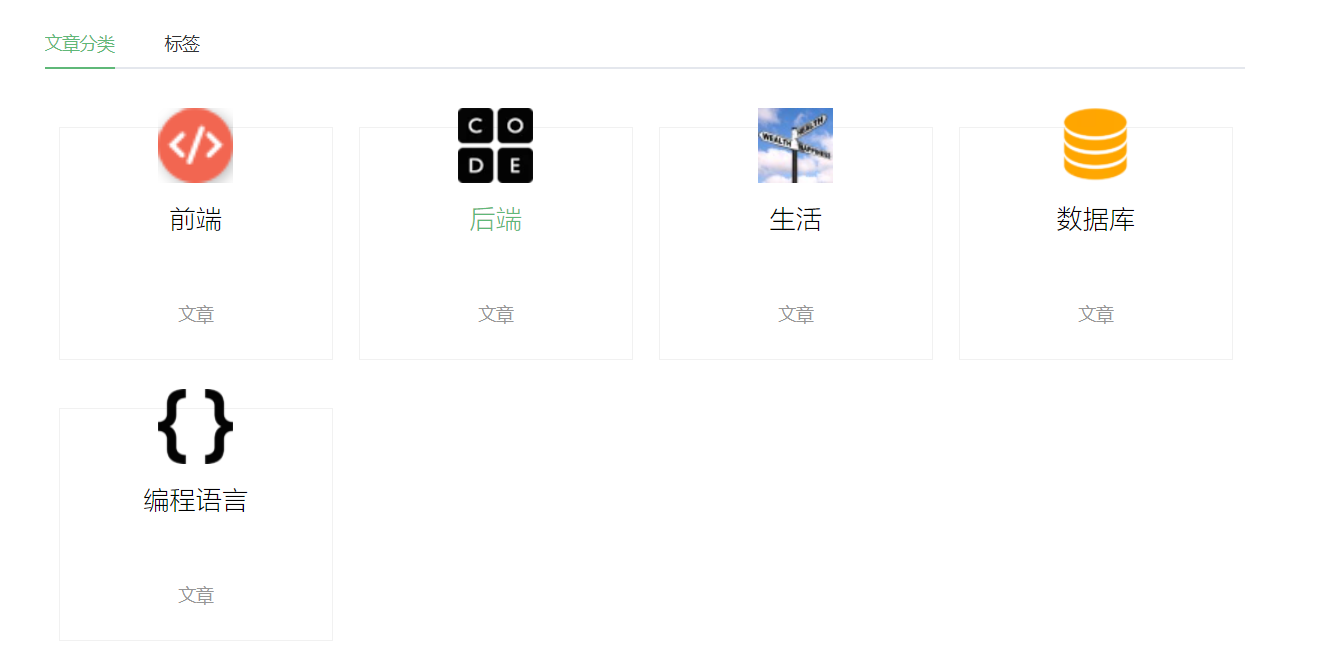 文章分类 标签
</>
C O
D E
WEALTH HEALTH HAPPINESS
前端 后端 生活 数据库
文章 文章 文章 文章
{ }
编程语言
文章